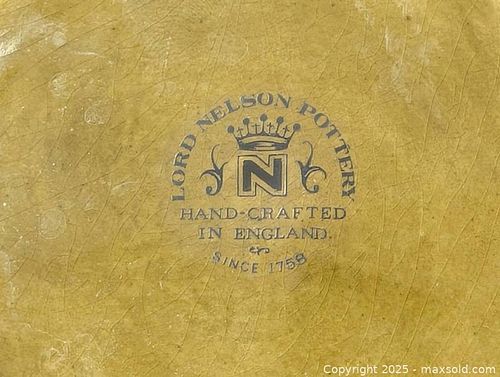 LORD NELSON POTTERY
N
HAND-CRAFTED
IN ENGLAND.
SINCE 1758
Copyright © 2025 - maxsold.com